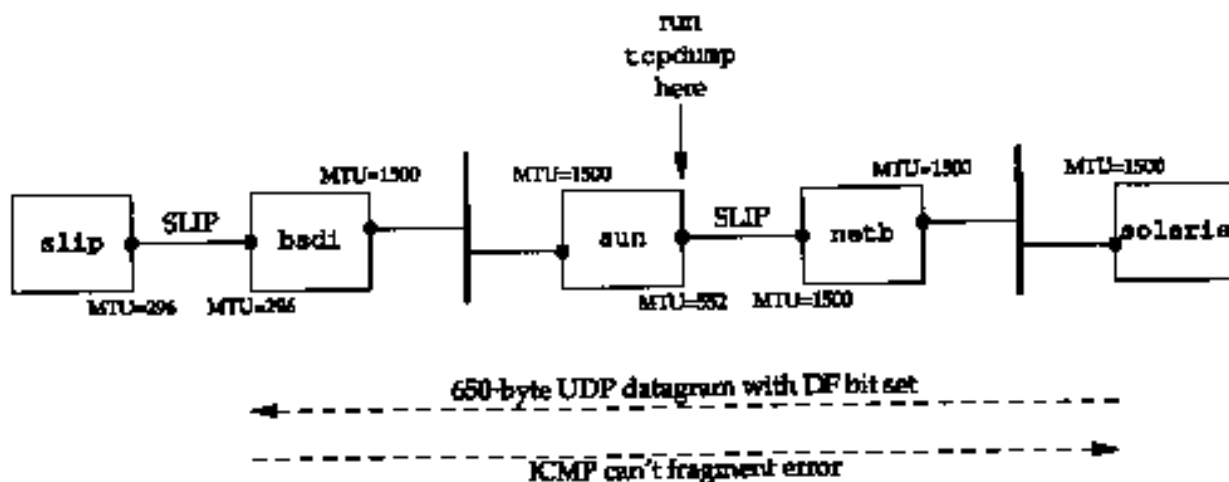 run
tcpdump
here
MTU=1500
MTU=1500
MTU=1500
MTU=1500
SLIP
SLIP
slip
bsdi
sun
netb
solaris
MTU=296
MTU=296
MTU=552
MTU=1500
650-byte UDP datagram with DF bit set
ICMP can't fragment error